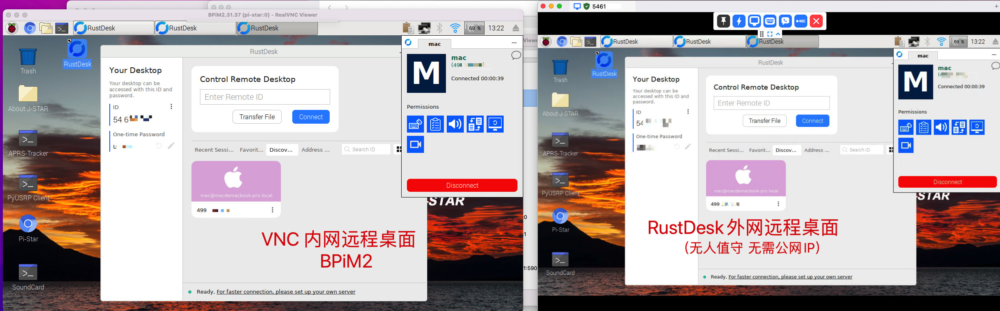 BPiM2.31.37 (pi-star:0) - RealVNC Viewer
RustDesk
RustDesk
RustDesk
69 %
13:22
Trash
About J-STAR
APRS-Tracker
PyUSRP Client
Pi-Star
SoundCard
RustDesk
RustDesk
Your Desktop
Your desktop can be
accessed with this ID and
password.
ID
54 6
One-time Password
u
Control Remote Desktop
Enter Remote ID
Transfer File
Connect
Recent Sessi...
Favorit...
Discov...
Address ...
Search ID
mac@macdemacbook-pro.local
499
Ready, For faster connection, please set up your own server
mac
M
mac
(49
Connected 00:00:39
Permissions
Disconnect
-STAR
VNC 内网远程桌面
BPiM2
Viewe
:0
:1
1:590
5461
REC
RustDesk
RustDesk
RustDesk
69 %
13:22
Trash
About J-STAR
APRS-Tracker
PyUSRP Client
Pi-Star
SoundCard
RustDesk
RustDesk
Your Desktop
Your desktop can be
accessed with this ID and
password.
ID
54
One-time Password
Control Remote Desktop
Enter Remote ID
Transfer File
Connect
Recent Sessi...
Favorit...
Discov...
Address ...
Search ID
mac@macdemacbook-pro.local
499
Ready, For faster connection, please set up your own server
mac
M
mac
Connected 00:00:39
Permissions
Disconnect
-STAR
RustDesk外网远程桌面
（无人值守 无需公网IP）